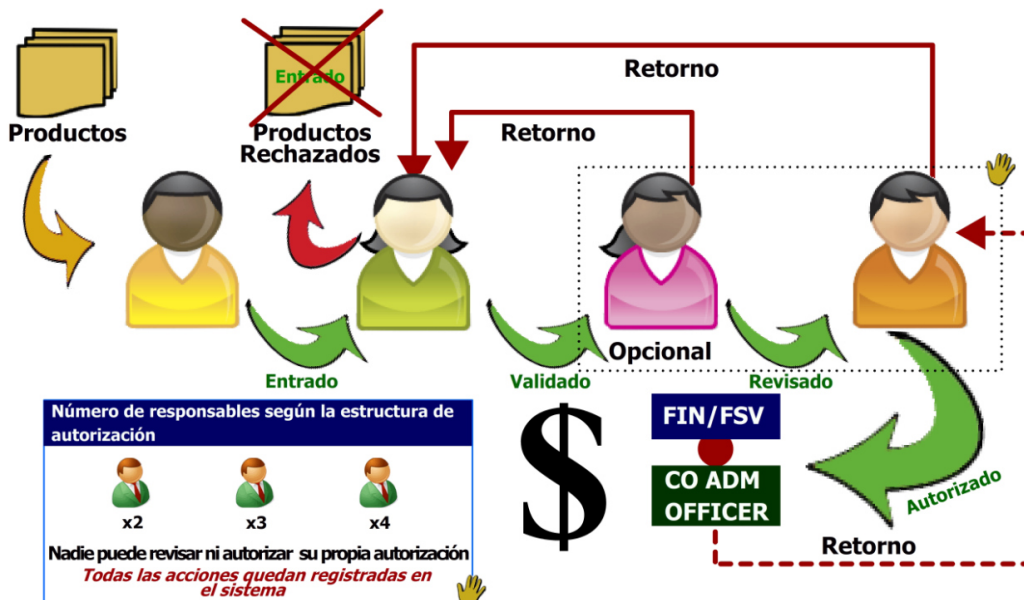 Productos
Entrado
Productos
Rechazados
Retorno
Retorno
Opcional
Entrado
Validado
Revisado
Autorizado
Número de responsables según la estructura de
autorización
x2
x3
x4
Nadie puede revisar ni autorizar su propia autorización
Todas las acciones quedan registradas en
el sistema
$
FIN/FSV
CO ADM
OFFICER
Retorno